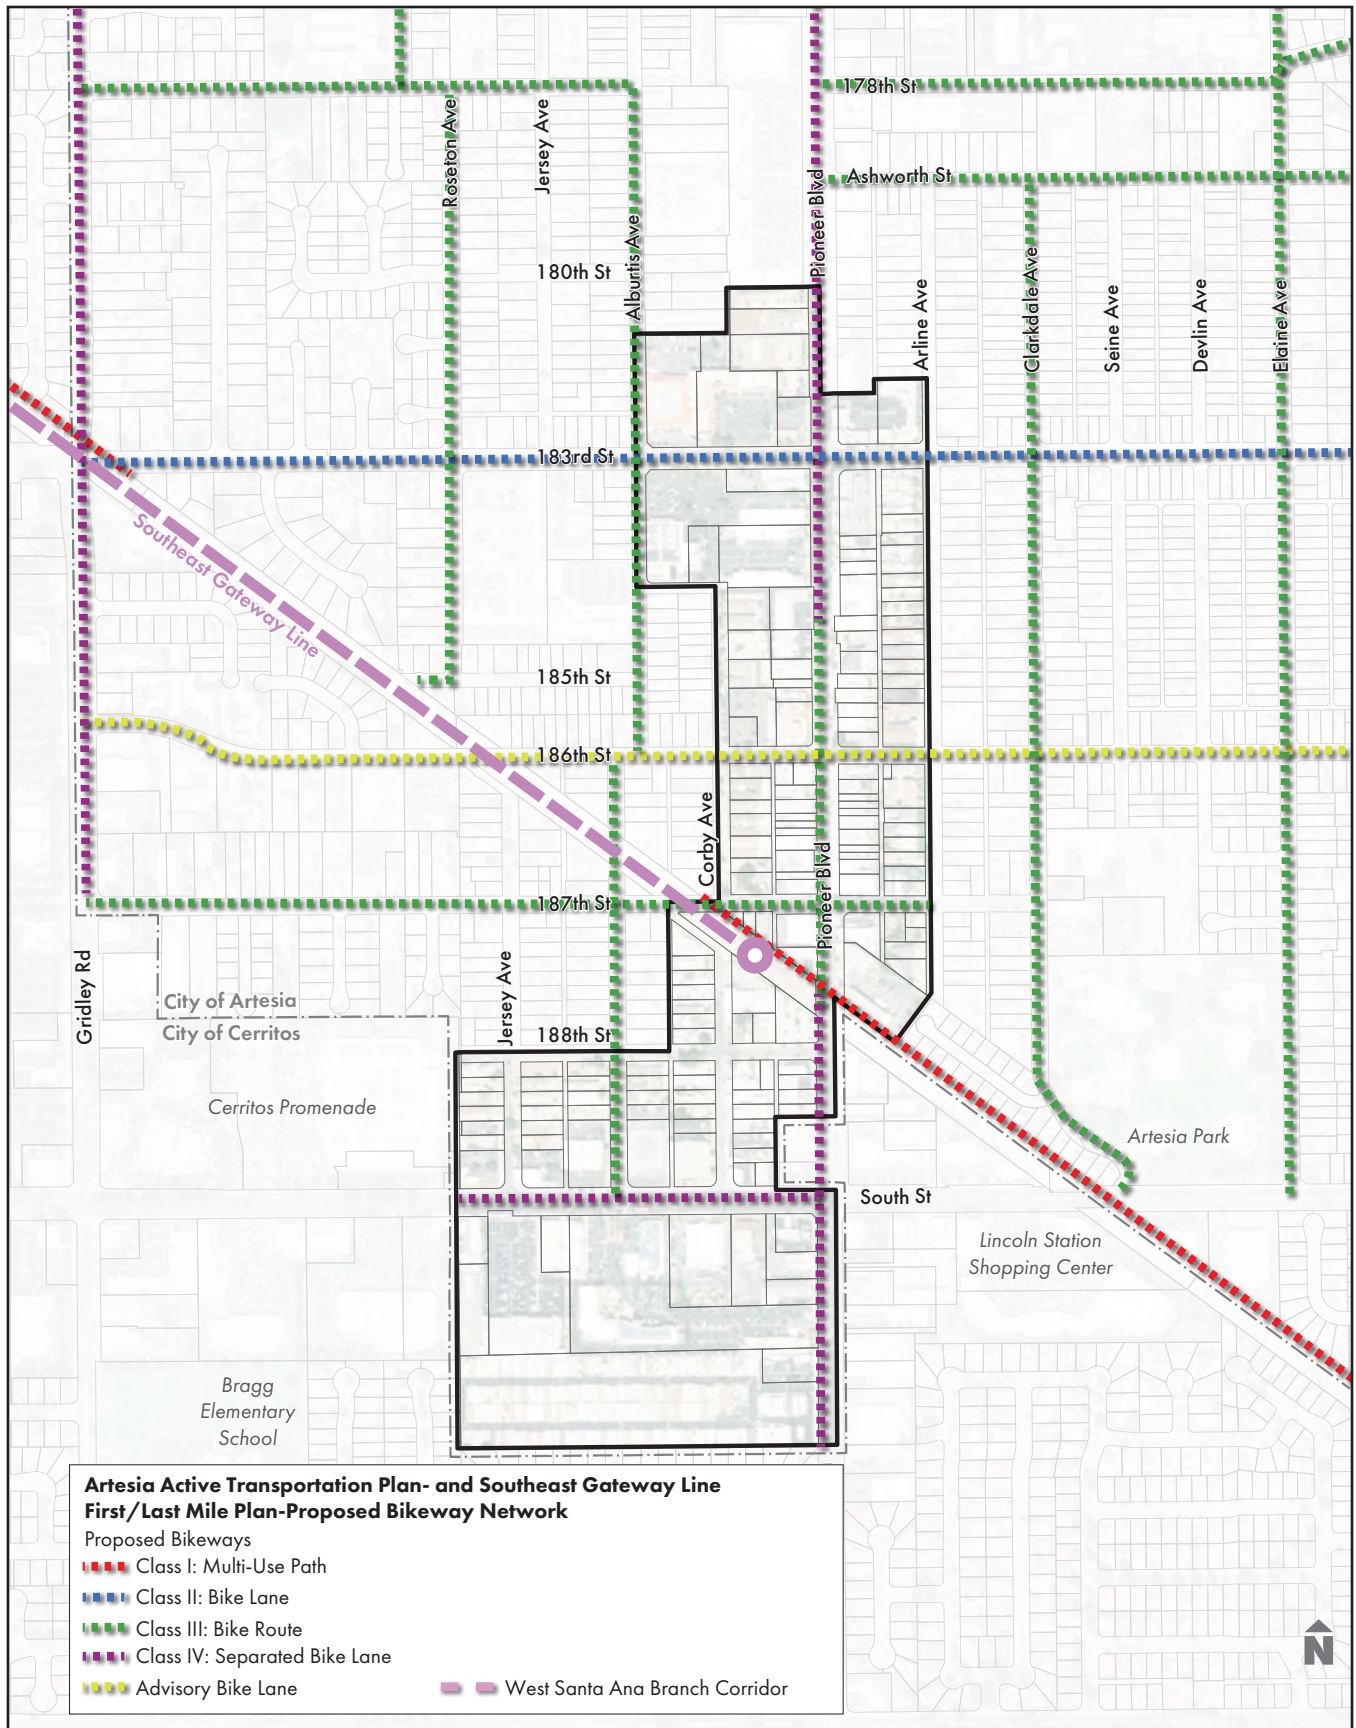 178th St
Roseton Ave
Jersey Ave
Ashworth St
Pioneer Blvd
Alburtis Ave
180th St
Arline Ave
Clarkdale Ave
Seine Ave
Devlin Ave
Elaine Ave
183rd St
Southeast Gateway Line
185th St
186th St
Corby Ave
187th St
Pioneer Blvd
Gridley Rd
Jersey Ave
City of Artesia
City of Cerritos
188th St
Cerritos Promenade
Artesia Park
South St
Lincoln Station
Shopping Center
Bragg
Elementary
School
Artesia Active Transportation Plan- and Southeast Gateway Line
First/Last Mile Plan-Proposed Bikeway Network
Proposed Bikeways
Class I: Multi-Use Path
Class II: Bike Lane
Class III: Bike Route
Class IV: Separated Bike Lane
Advisory Bike Lane
West Santa Ana Branch Corridor
N